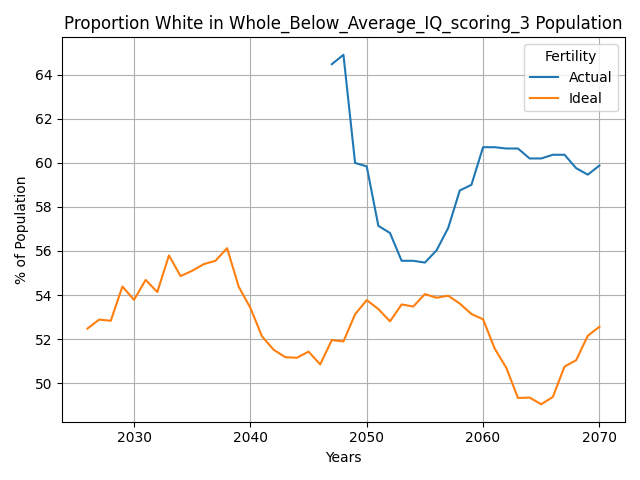 Proportion White in Whole_Below_Average_IQ_scoring_3 Population
Fertility
Actual
Ideal
% of Population
64
62
60
58
56
54
52
50
2030
2040
2050
2060
2070
Years